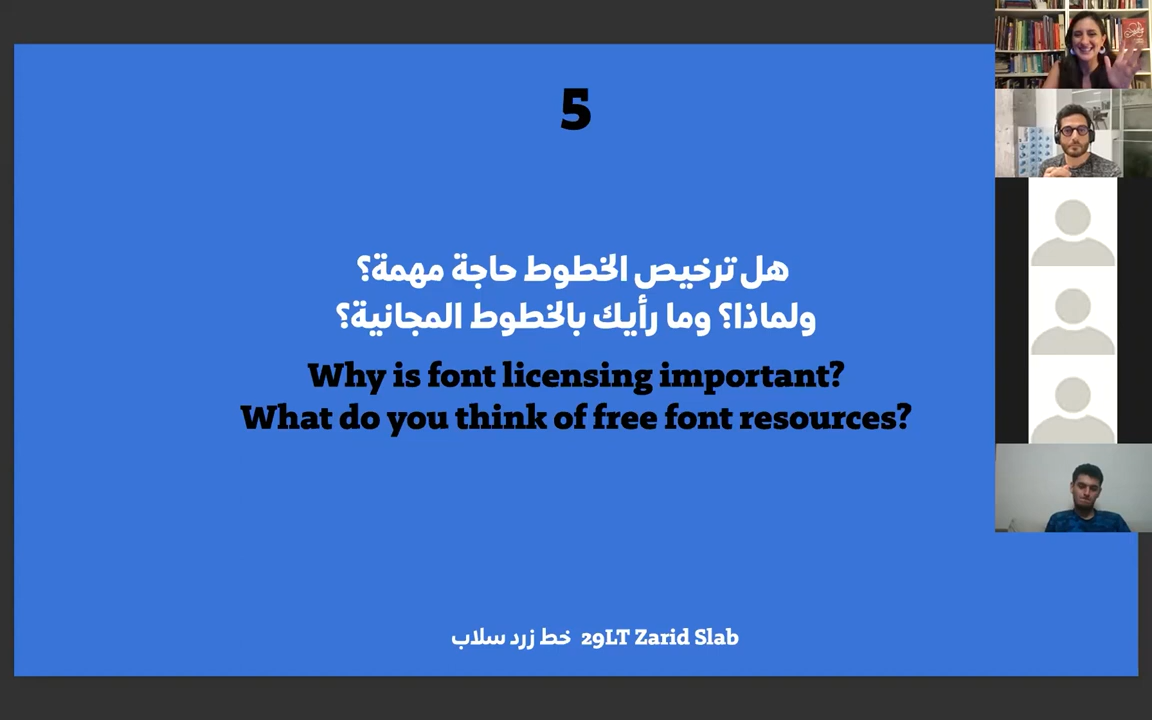 5
هل ترخيص الخطوط حاجة مهمة؟
ولماذا؟ وما رأيك بالخطوط المجانية؟
Why is font licensing important?
What do you think of free font resources?
خط زرد سلاب 29LT Zarid Slab